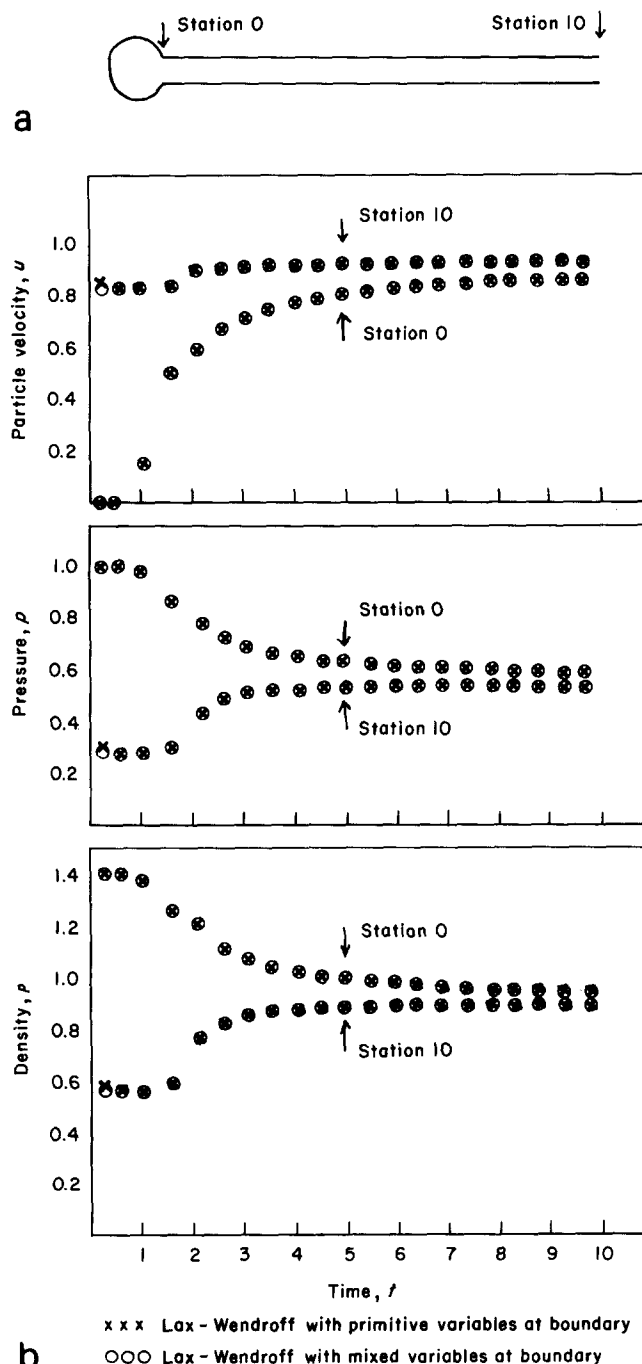 Station 0
Station 10
a
Station 10
1.0
0.8
Station 0
0.6
0.4
0.2
Particle velocity, u
1.0
0.8
Station 0
0.6
0.4
Station 10
0.2
Pressure, p
1.4
1.2
Station 0
1.0
0.8
Station 10
0.6
0.4
0.2
Density, ρ
1 2 3 4 5 6 7 8 9 10
Time, t
x x x Lax - Wendroff with primitive variables at boundary
b
OOO Lax - Wendroff with mixed variables at boundary